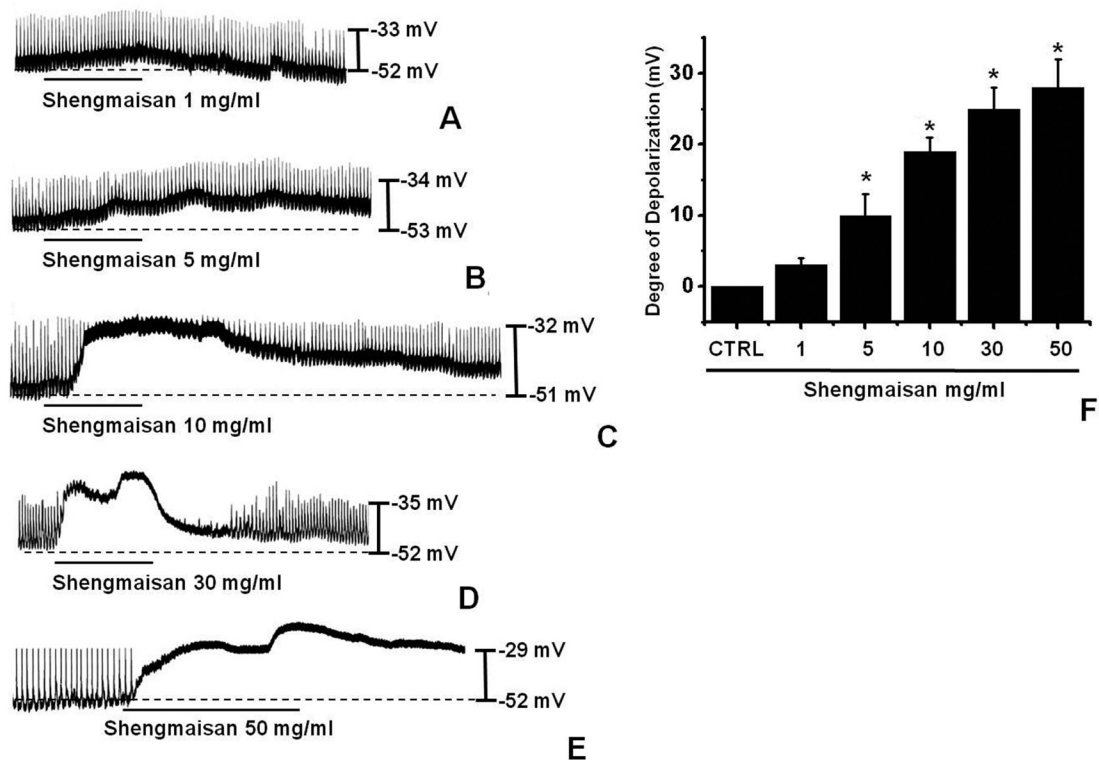 -33 mV
-52 mV
Shengmaisan 1 mg/ml
A
-34 mV
-53 mV
Shengmaisan 5 mg/ml
B
-32 mV
-51 mV
Shengmaisan 10 mg/ml
C
-35 mV
-52 mV
Shengmaisan 30 mg/ml
D
-29 mV
-52 mV
Shengmaisan 50 mg/ml
E
Degree of Depolarization (mV)
30
20
10
0
* * * *
CTRL 1 5 10 30 50
Shengmaisan mg/ml
F